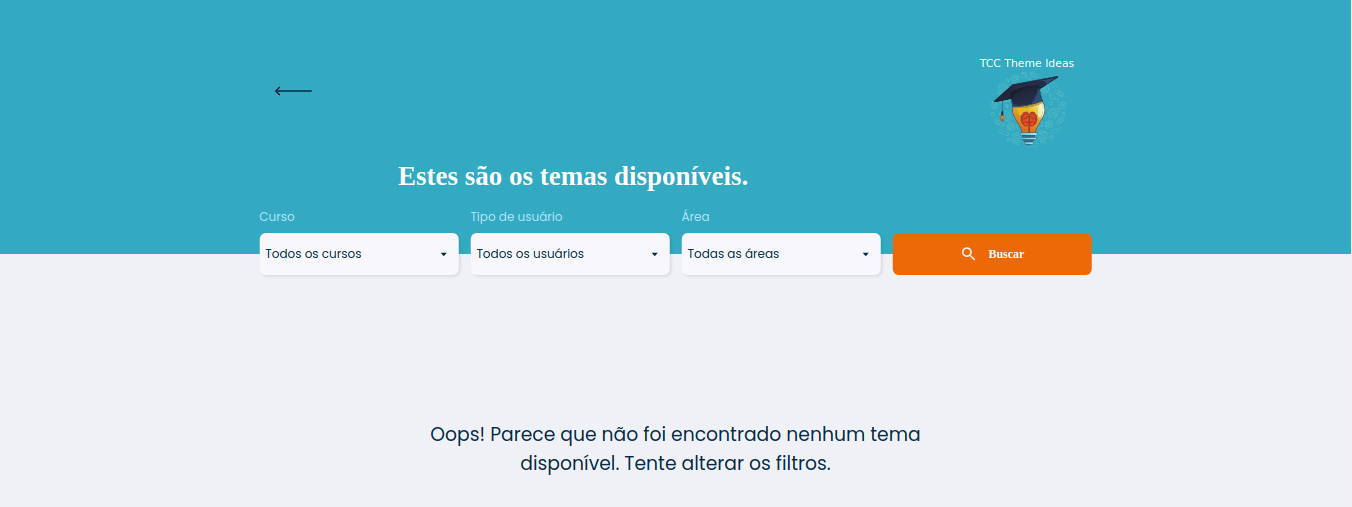 TCC Theme Ideas
Estes são os temas disponíveis.
Curso
Tipo de usuário
Área
Todos os cursos
Todos os usuários
Todas as áreas
Buscar
Oops! Parece que não foi encontrado nenhum tema
disponível. Tente alterar os filtros.